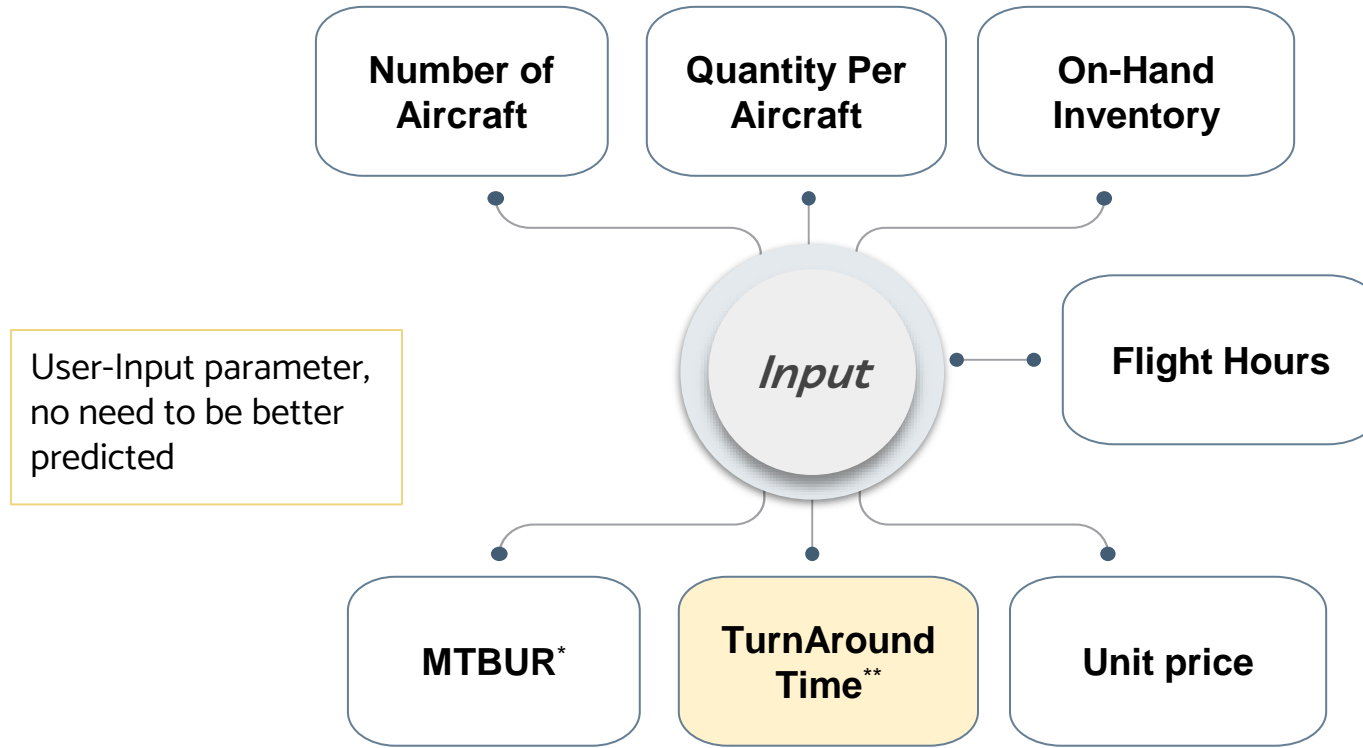 Number of
Aircraft
Quantity Per
Aircraft
On-Hand
Inventory
User-Input parameter,
no need to be better
predicted
Input
Flight Hours
MTBUR*
TurnAround
Time**
Unit price